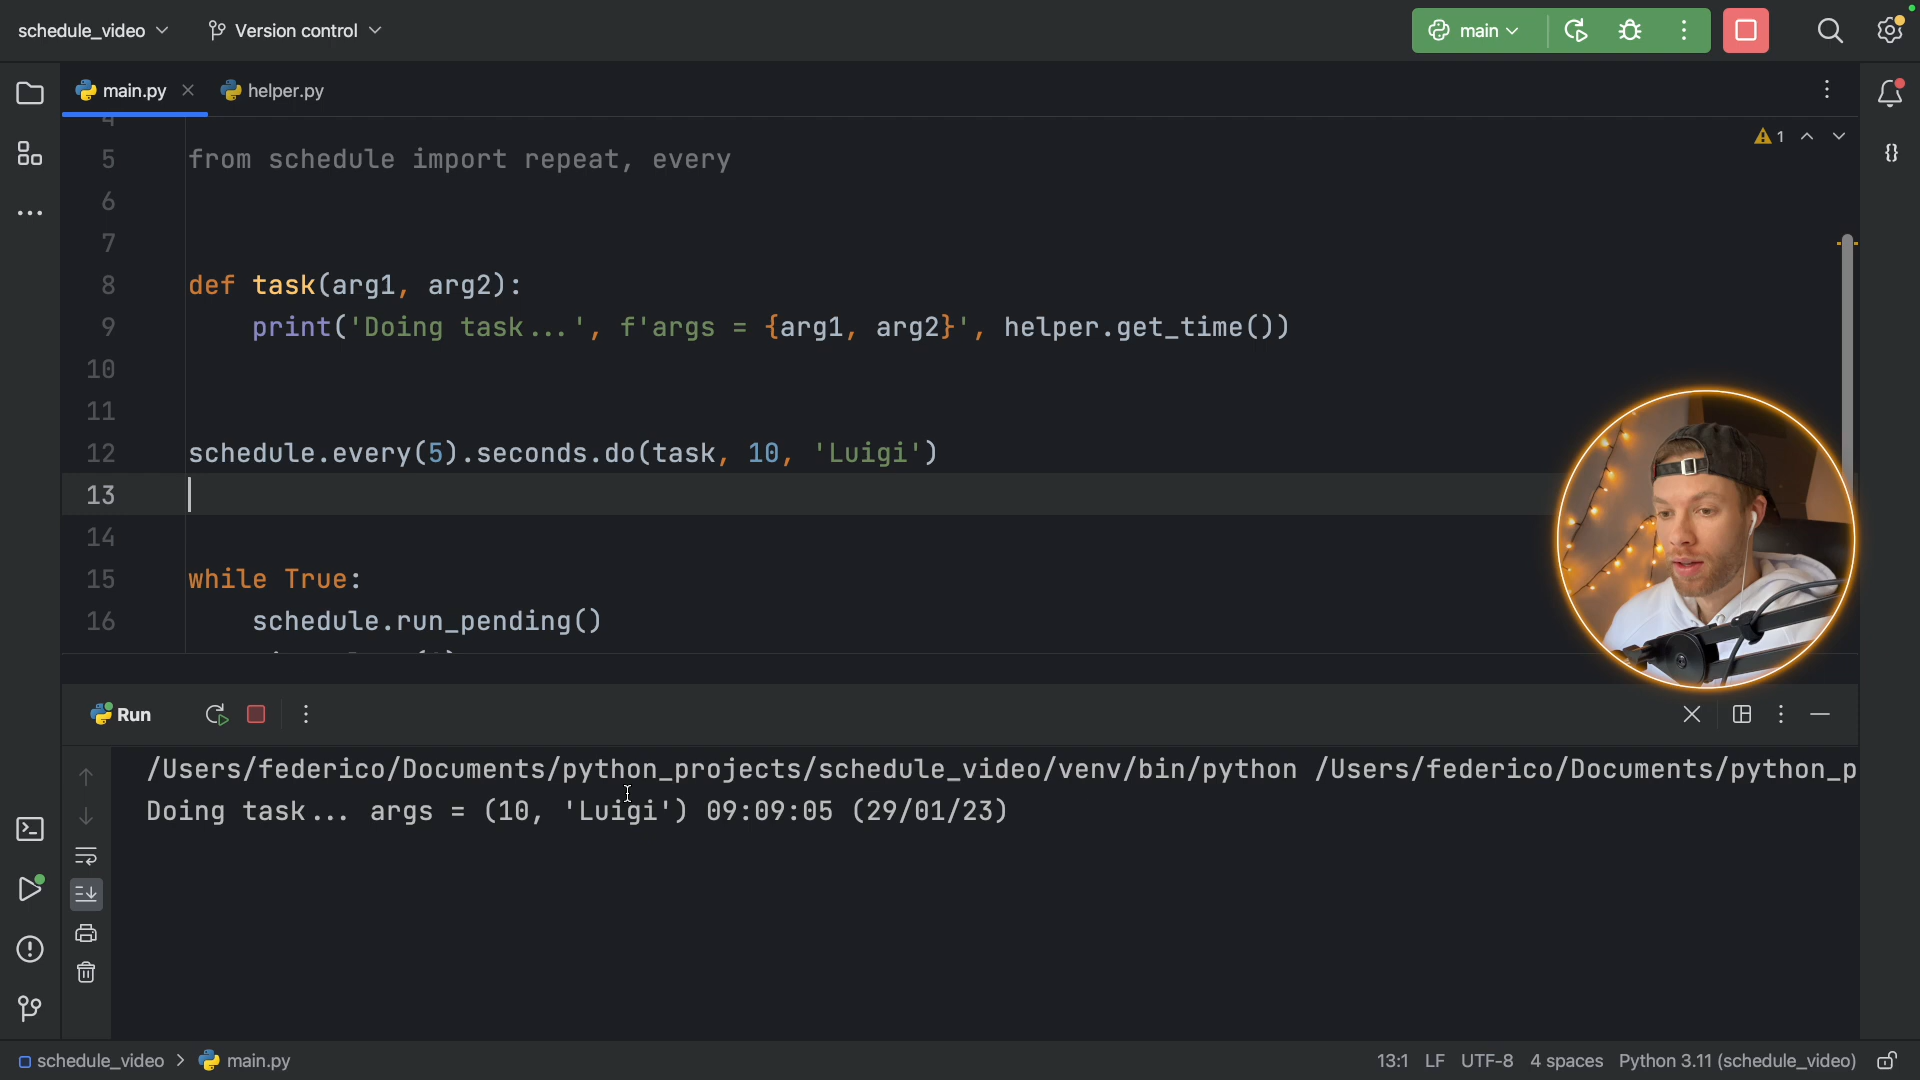 schedule_video
Version control
main
main.py
helper.py
4
1
5 from schedule import repeat, every
6
7
8 def task(arg1, arg2):
9 print('Doing task...', f'args = {arg1, arg2}', helper.get_time())
10
11
12 schedule.every(5).seconds.do(task, 10, 'Luigi')
13
14
15 while True:
16 schedule.run_pending()
Run
/Users/federico/Documents/python_projects/schedule_video/venv/bin/python /Users/federico/Documents/python_p
Doing task... args = (10, 'Luigi') 09:09:05 (29/01/23)
schedule_video > main.py
13:1 LF UTF-8 4 spaces Python 3.11 (schedule_video)